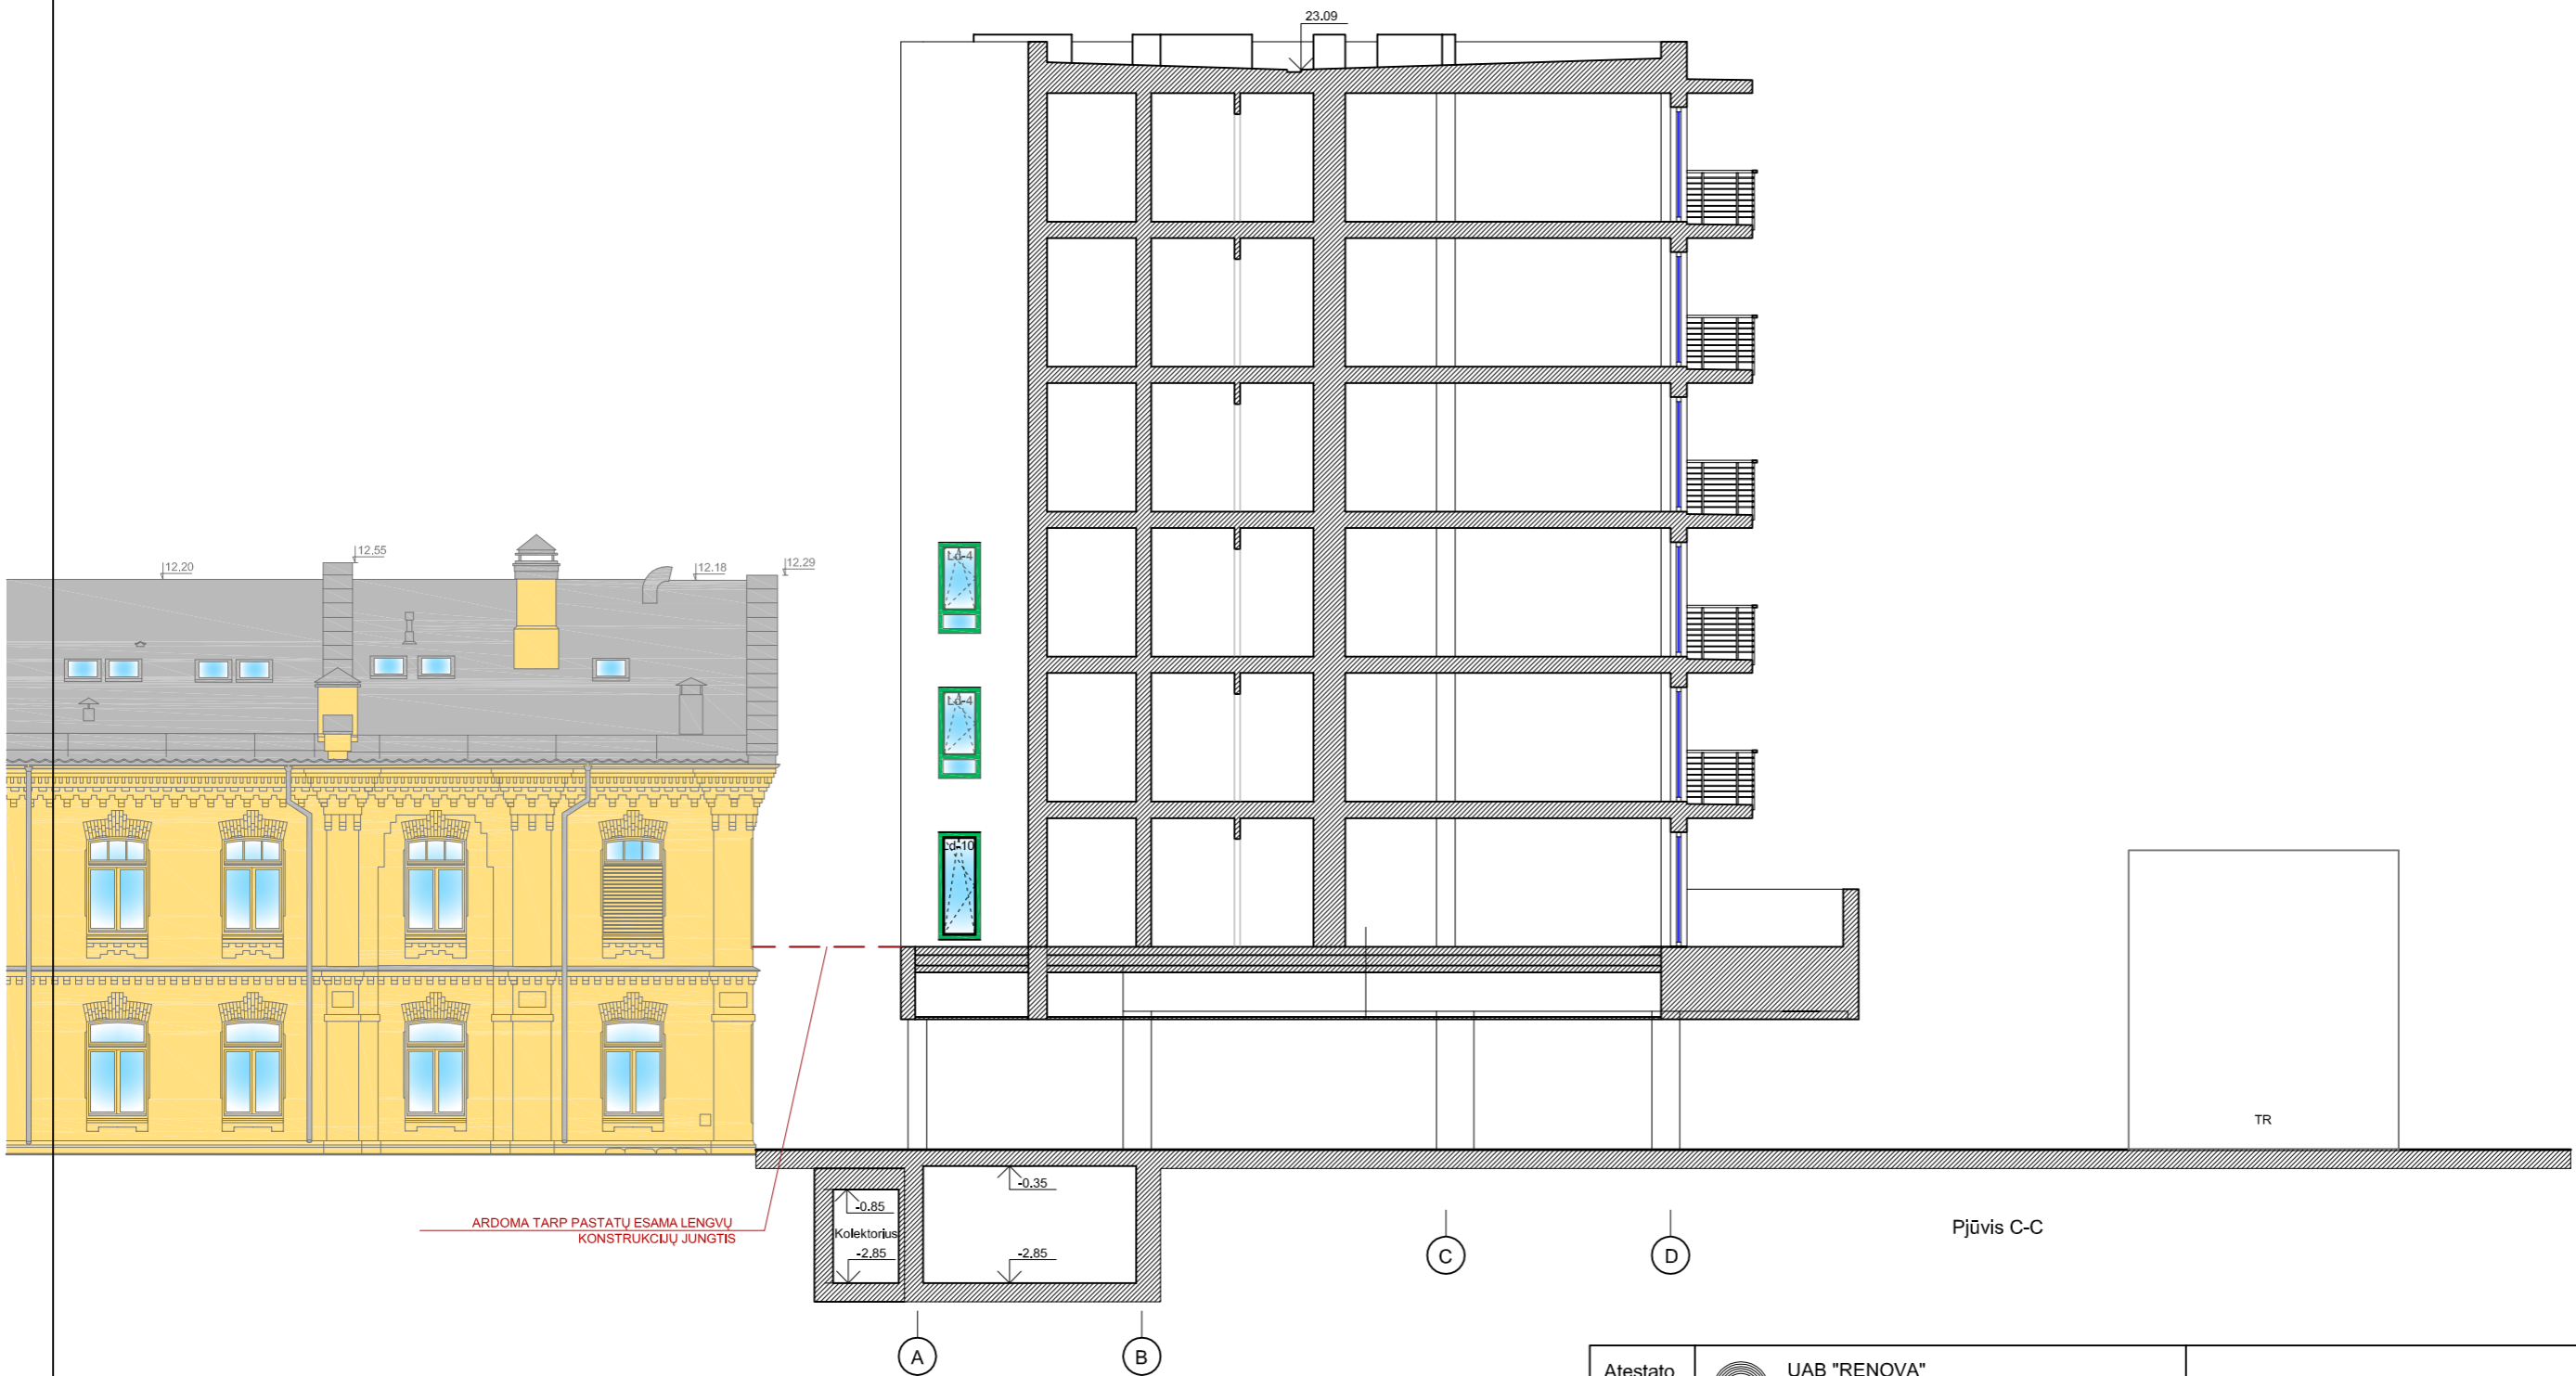 23.09
12,20
12,55
12.18
12.29
Ld-4
Ld-4
Ld-10
TR
ARDOMA TARP PASTATŲ ESAMA LENGVŲ
KONSTRUKCIJŲ JUNGTIS
-0.85
Kolektorius
-2.85
-0.35
-2.85
C
D
Pjūvis C-C
A
B
Atestato
UAB "RENOVA"